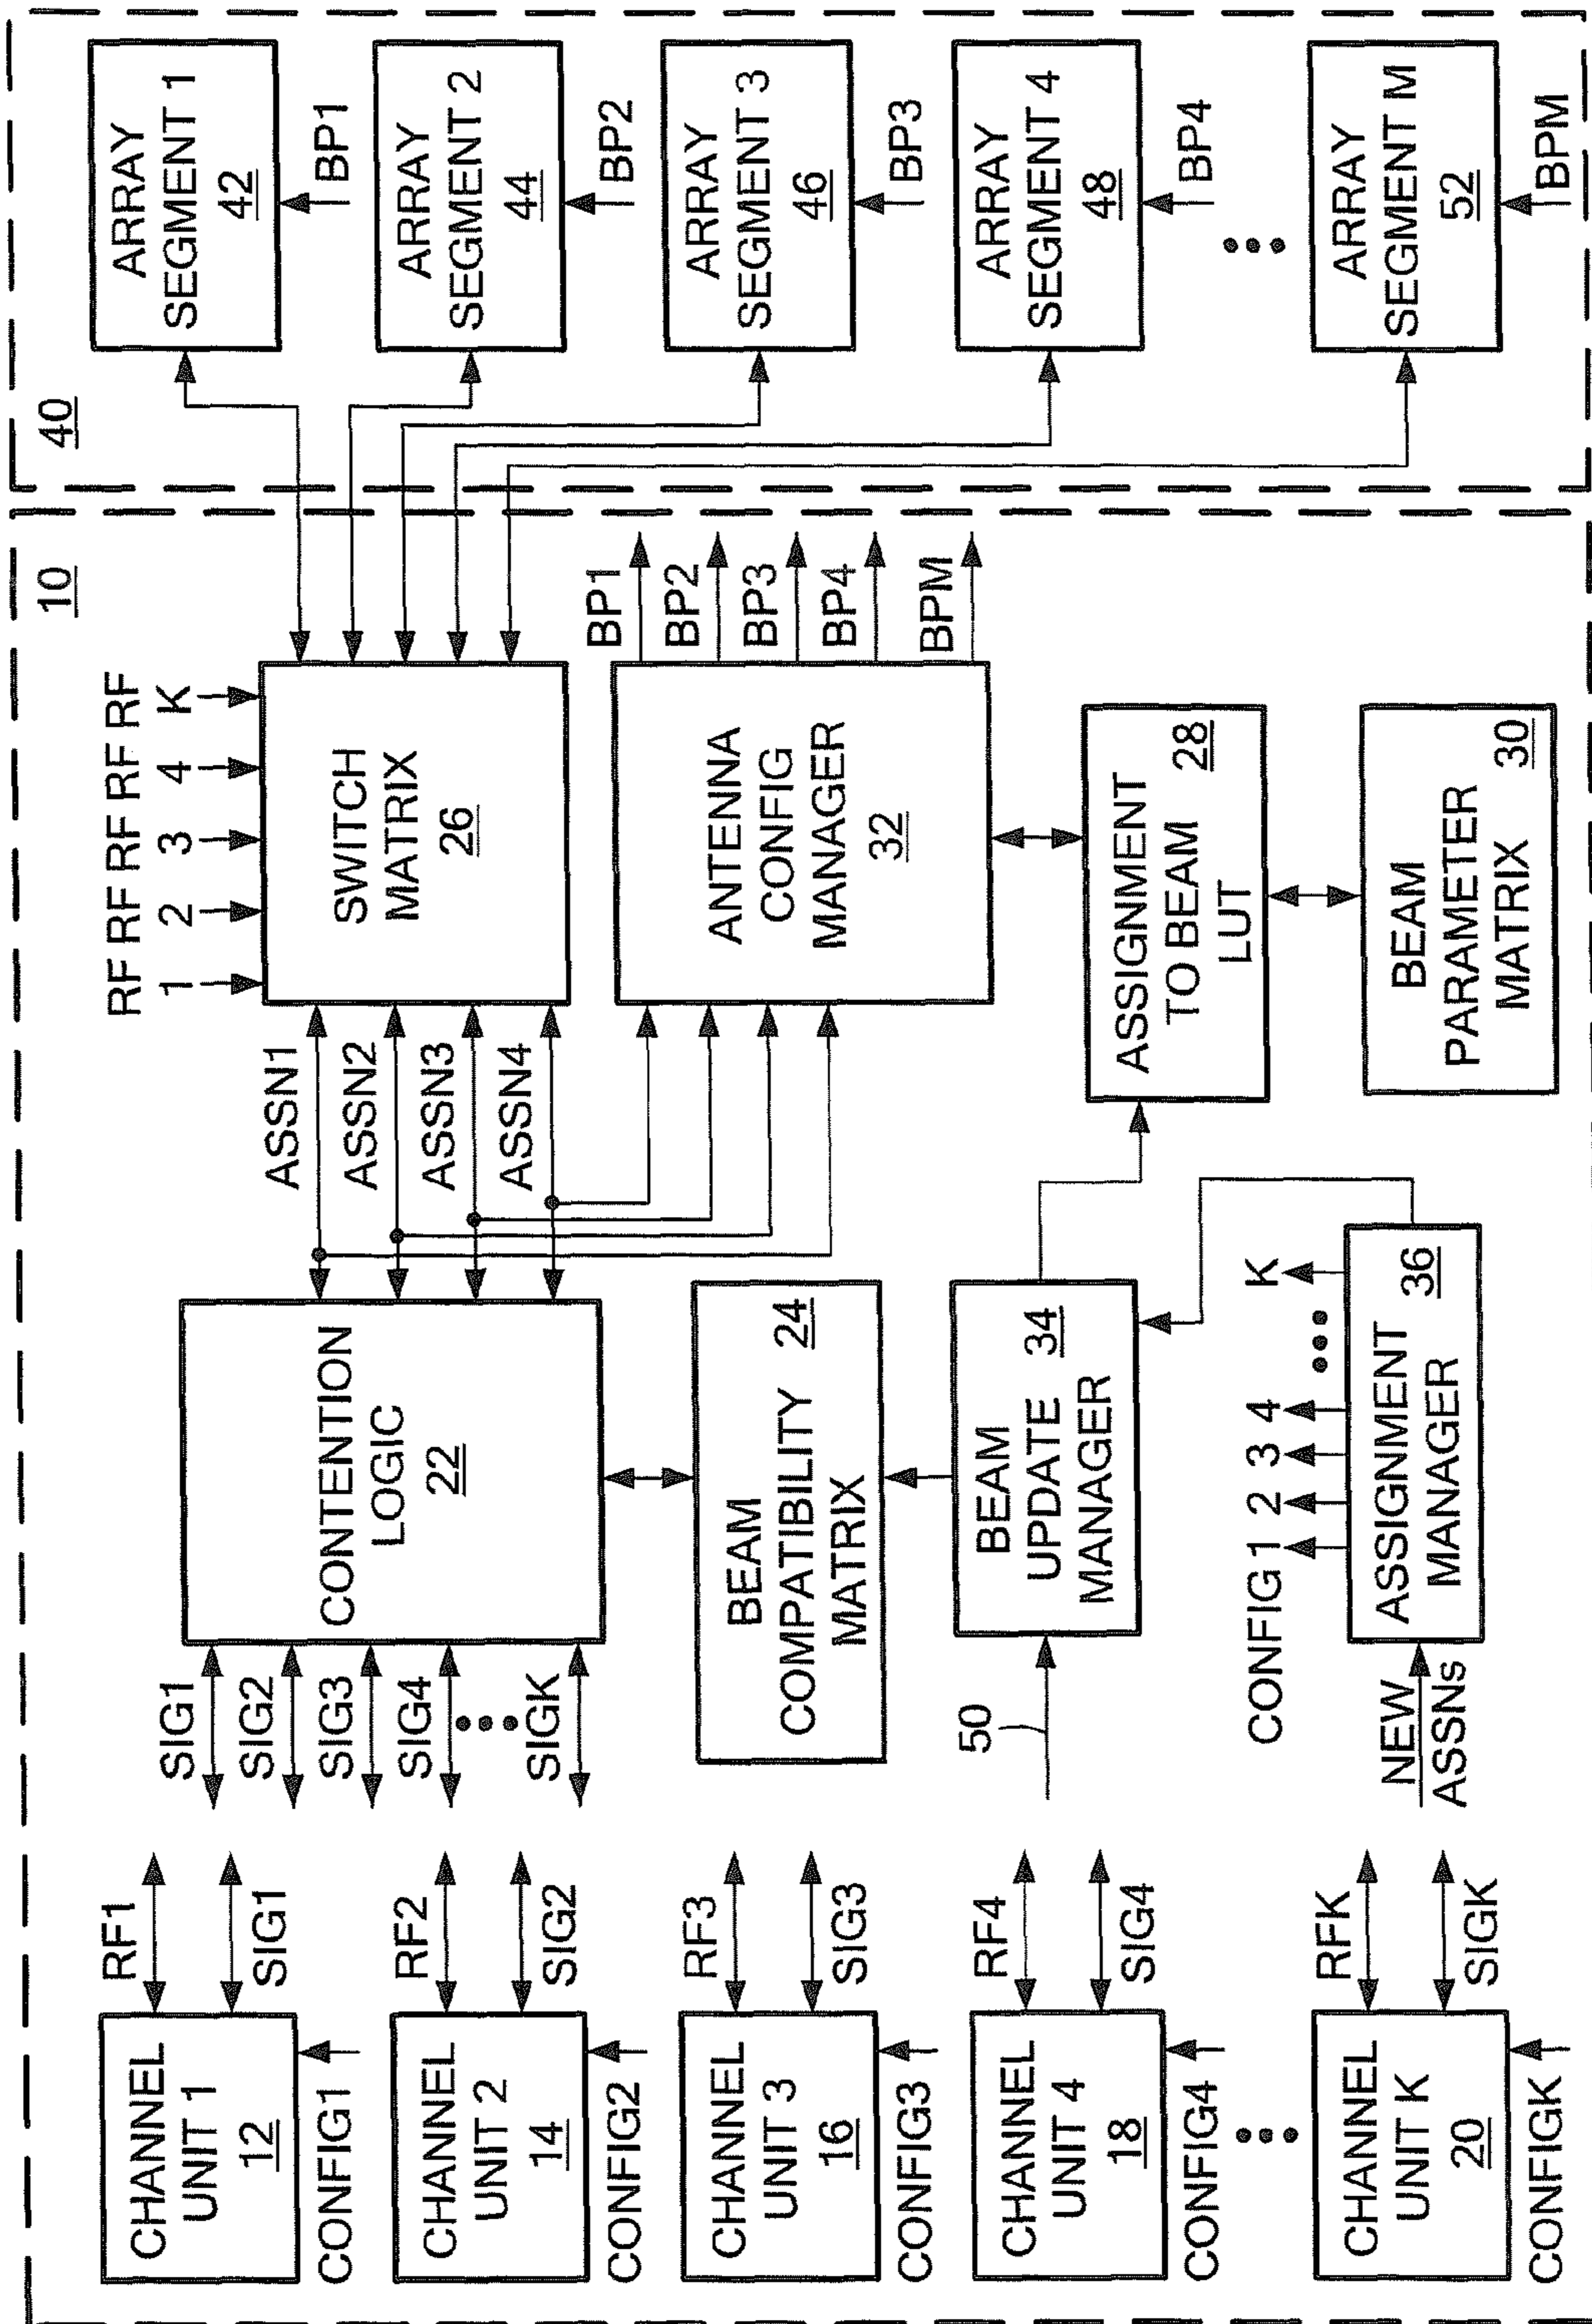 10
CHANNEL
UNIT 1
12
CONFIG1
RF1
SIG1
CHANNEL
UNIT 2
14
CONFIG2
RF2
SIG2
CHANNEL
UNIT 3
16
CONFIG3
RF3
SIG3
CHANNEL
UNIT 4
18
CONFIG4
RF4
SIG4
CHANNEL
UNIT K
20
CONFIGK
RFK
SIGK
SIG1
SIG2
SIG3
SIG4
SIGK
CONTENTION
LOGIC
22
BEAM
COMPATIBILITY
MATRIX 24
50
BEAM
UPDATE 34
MANAGER
CONFIG1 2 3 4 K
NEW
ASSNs
ASSIGNMENT
MANAGER 36
ASSN1
ASSN2
ASSN3
ASSN4
RF RF RF RF RF
1 2 3 4 K
SWITCH
MATRIX
26
ANTENNA
CONFIG
MANAGER
32
BP1
BP2
BP3
BP4
BPM
ASSIGNMENT
TO BEAM 28
LUT
BEAM
PARAMETER
MATRIX 30
40
ARRAY
SEGMENT 1
42
BP1
ARRAY
SEGMENT 2
44
BP2
ARRAY
SEGMENT 3
46
BP3
ARRAY
SEGMENT 4
48
BP4
ARRAY
SEGMENT M
52
BPM